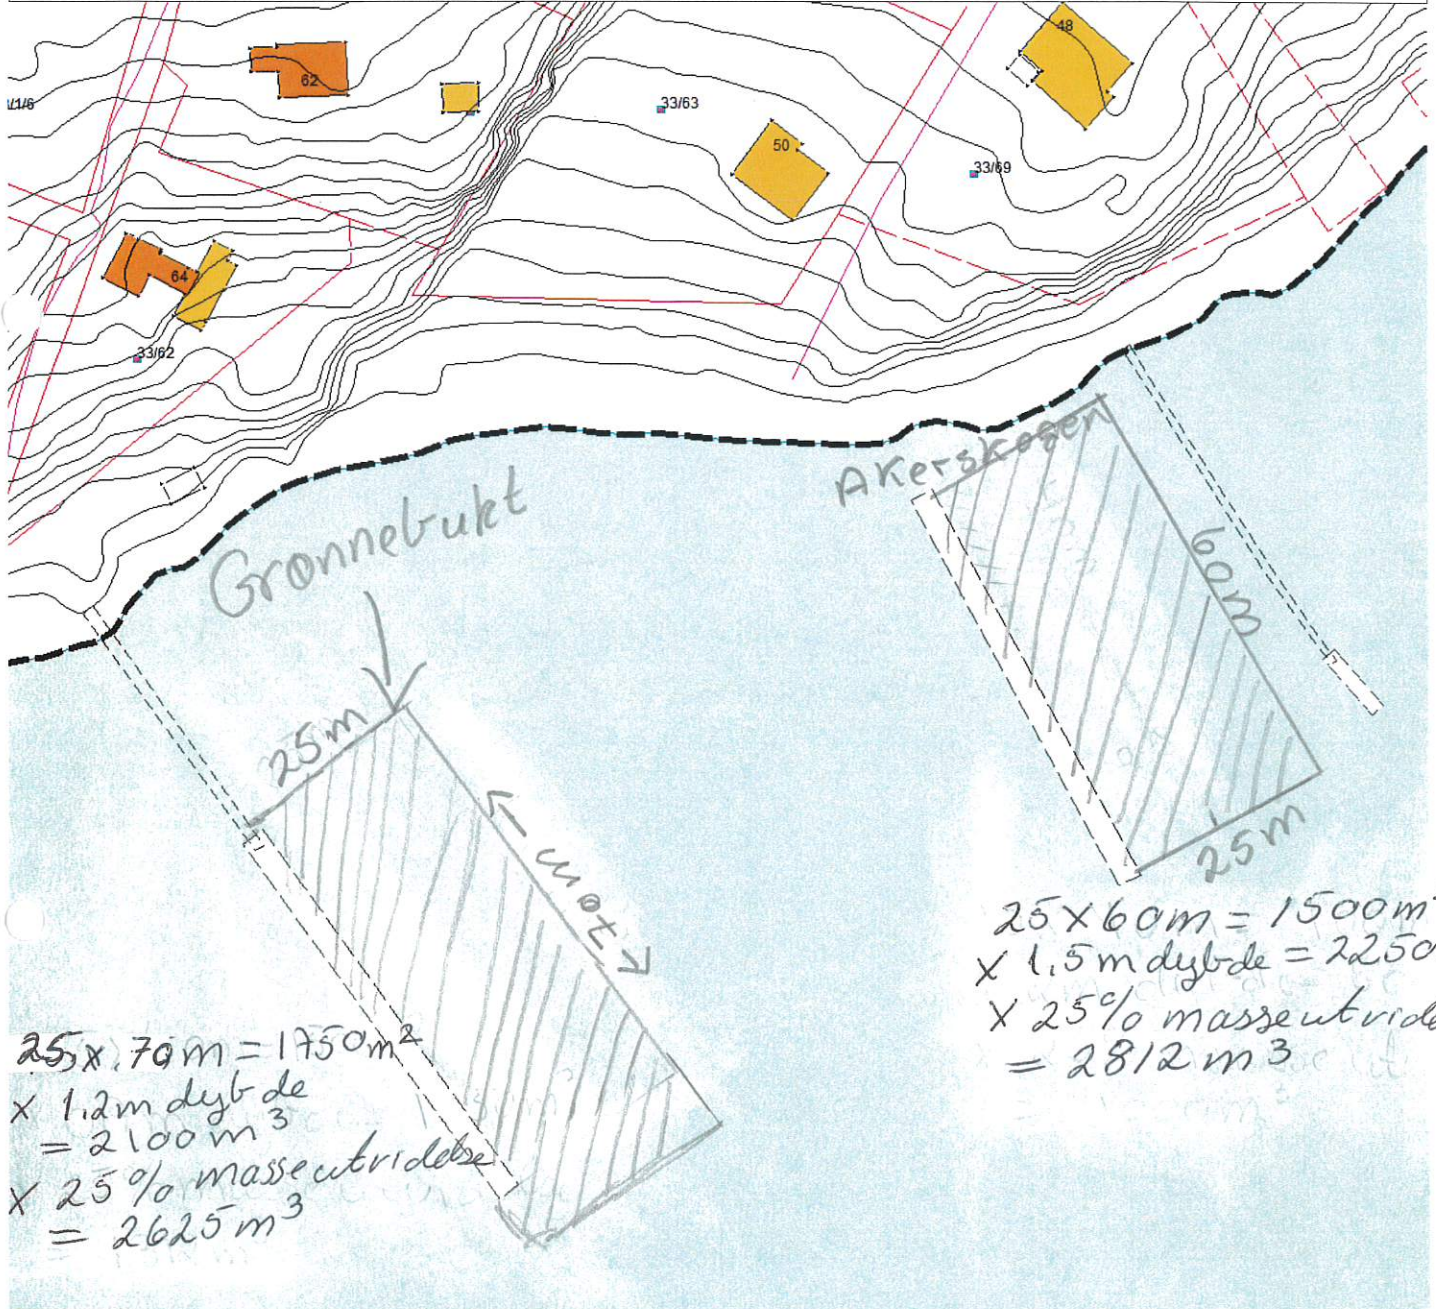 62
48
1/1/6
33/63
50
33/69
64
33/62
Grønnebukt
Akerskogen
60m
25m
25m
25 x 60m = 1500m²
x 1,5m dybde = 2250
x 25% masseutvide
= 2812 m³
25 x 70m = 1750m²
x 1.2m dybde
= 2100 m³
x 25% masseutvidelse
= 2625 m³